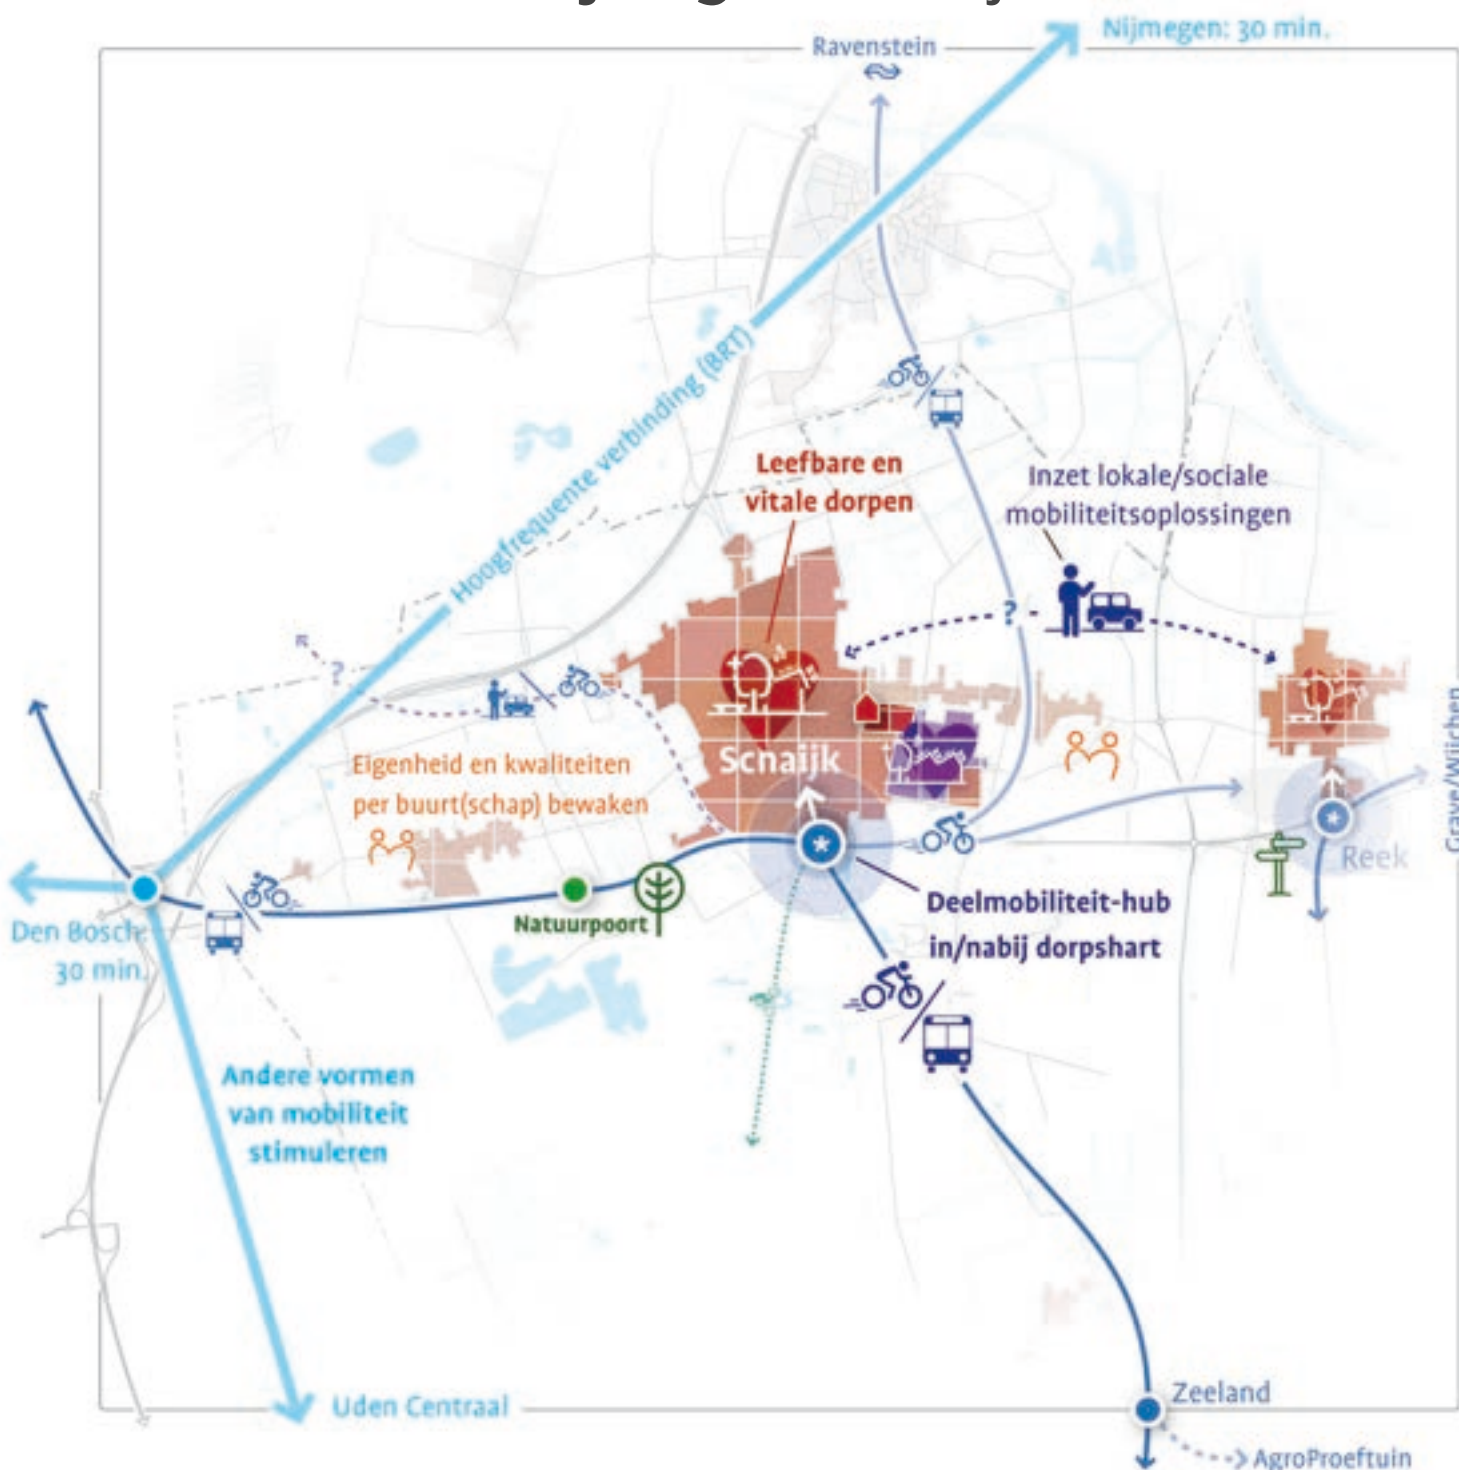 Nijmegen: 30 min.
Ravenstein
Hoogfrequente verbinding (BRT)
Leefbare en
vitale dorpen
Inzet lokale/sociale
mobiliteitsoplossingen
?
?
Schaijk
Eigenheid en kwaliteiten
per buurt(schap) bewaken
Grave/Wijchen
Reek
Natuurpoort
Deelmobiliteit-hub
in/nabij dorpshart
Den Bosch:
30 min.
Andere vormen
van mobiliteit
stimuleren
Uden Centraal
Zeeland
AgroProeftuin